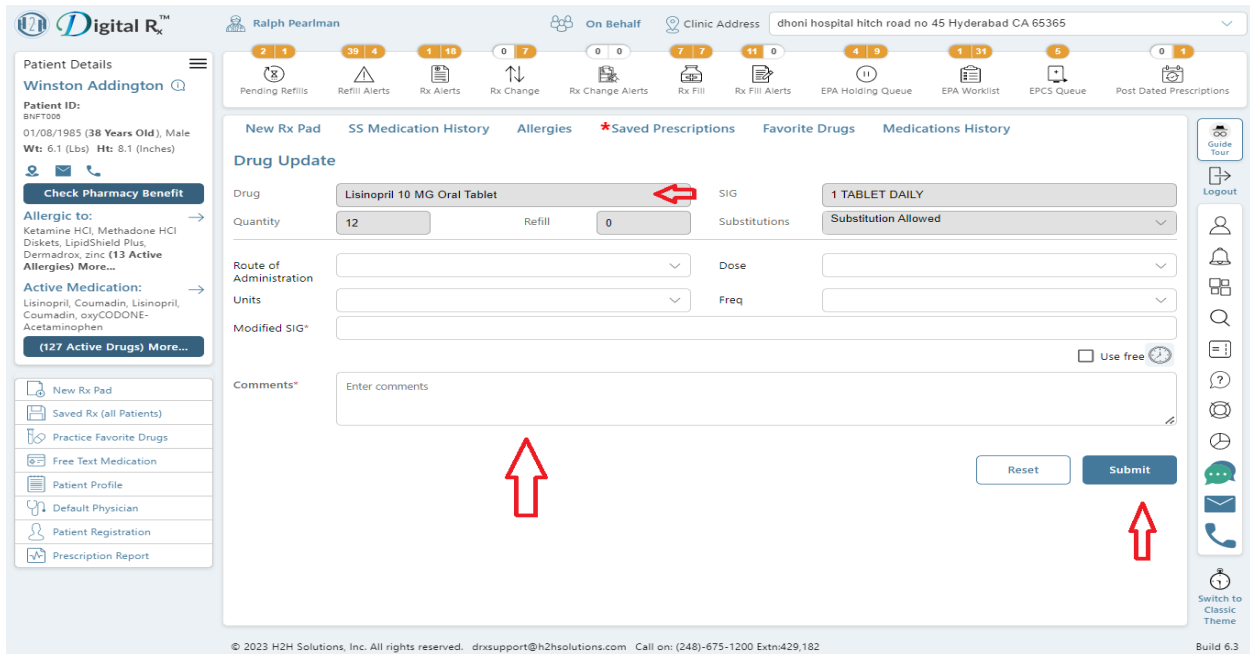 H2H Digital Rx™
Ralph Pearlman
On Behalf
Clinic Address
dhoni hospital hitch road no 45 Hyderabad CA 65365
Patient Details
Winston Addington
Patient ID:
BNFT006
01/08/1985 (38 Years Old), Male
Wt: 6.1 (Lbs) Ht: 8.1 (Inches)
Check Pharmacy Benefit
Allergic to:
Ketamine HCl, Methadone HCl
Diskets, LipidShield Plus,
Dermadrox, zinc (13 Active
Allergies) More...
Active Medication:
Lisinopril, Coumadin, Lisinopril,
Coumadin, oxyCODONE-
Acetaminophen
(127 Active Drugs) More...
New Rx Pad
Saved Rx (all Patients)
Practice Favorite Drugs
Free Text Medication
Patient Profile
Default Physician
Patient Registration
Prescription Report
2 1
Pending Refills
39 4
Refill Alerts
1 18
Rx Alerts
0 7
Rx Change
0 0
Rx Change Alerts
7 7
Rx Fill
11 0
Rx Fill Alerts
4 9
EPA Holding Queue
1 31
EPA Worklist
5
EPCS Queue
0 1
Post Dated Prescriptions
New Rx Pad SS Medication History Allergies *Saved Prescriptions Favorite Drugs Medications History
Drug Update
Drug Lisinopril 10 MG Oral Tablet SIG 1 TABLET DAILY
Quantity 12 Refill 0 Substitutions Substitution Allowed
Route of
Administration
Dose
Units Freq
Modified SIG*
Use free
Comments* Enter comments
Reset Submit
Guide
Tour
Logout
Switch to
Classic
Theme
© 2023 H2H Solutions, Inc. All rights reserved. drxsupport@h2hsolutions.com Call on: (248)-675-1200 Extn:429,182
Build 6.3